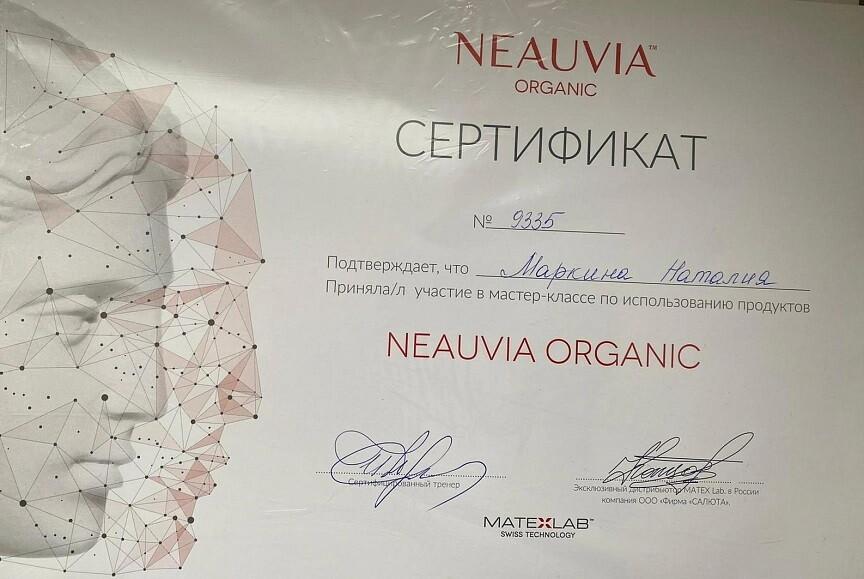 NEAUVIA™
ORGANIC
СЕРТИФИКАТ
№ 9335
Подтверждает, что Маркина Наталия
Приняла/л участие в мастер-классе по использованию продуктов
NEAUVIA ORGANIC
Сертифицированный тренер
Эксклюзивный дистрибьютор MATEX Lab. в России
компания ООО «Фирма «САЛЮТА».
MATEXLAB™
SWISS TECHNOLOGY